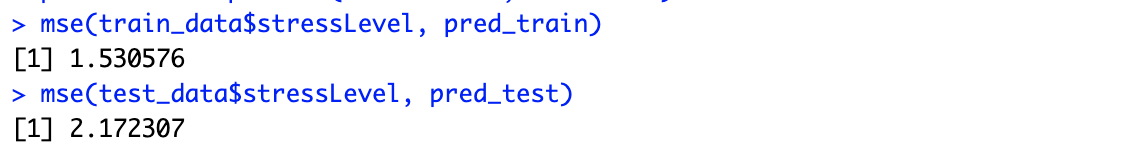 > mse(train_data$stressLevel, pred_train)
[1] 1.530576
> mse(test_data$stressLevel, pred_test)
[1] 2.172307